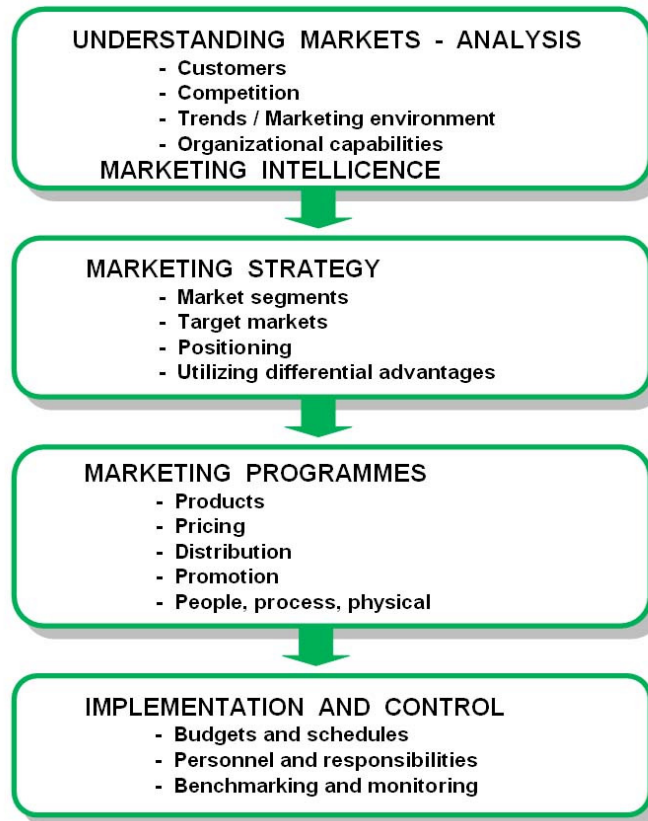 UNDERSTANDING MARKETS - ANALYSIS
- Customers
- Competition
- Trends / Marketing environment
- Organizational capabilities
MARKETING INTELLICENCE
MARKETING STRATEGY
- Market segments
- Target markets
- Positioning
- Utilizing differential advantages
MARKETING PROGRAMMES
- Products
- Pricing
- Distribution
- Promotion
- People, process, physical
IMPLEMENTATION AND CONTROL
- Budgets and schedules
- Personnel and responsibilities
- Benchmarking and monitoring